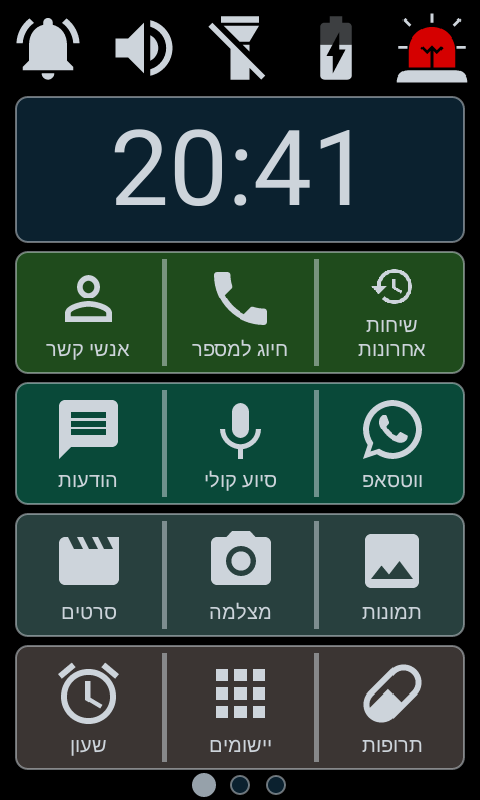 20:41
שיחות
אחרונות
חיוג למספר
אנשי קשר
ווטסאפ
סיוע קולי
הודעות
תמונות
מצלמה
סרטים
תרופות
יישומים
שעון